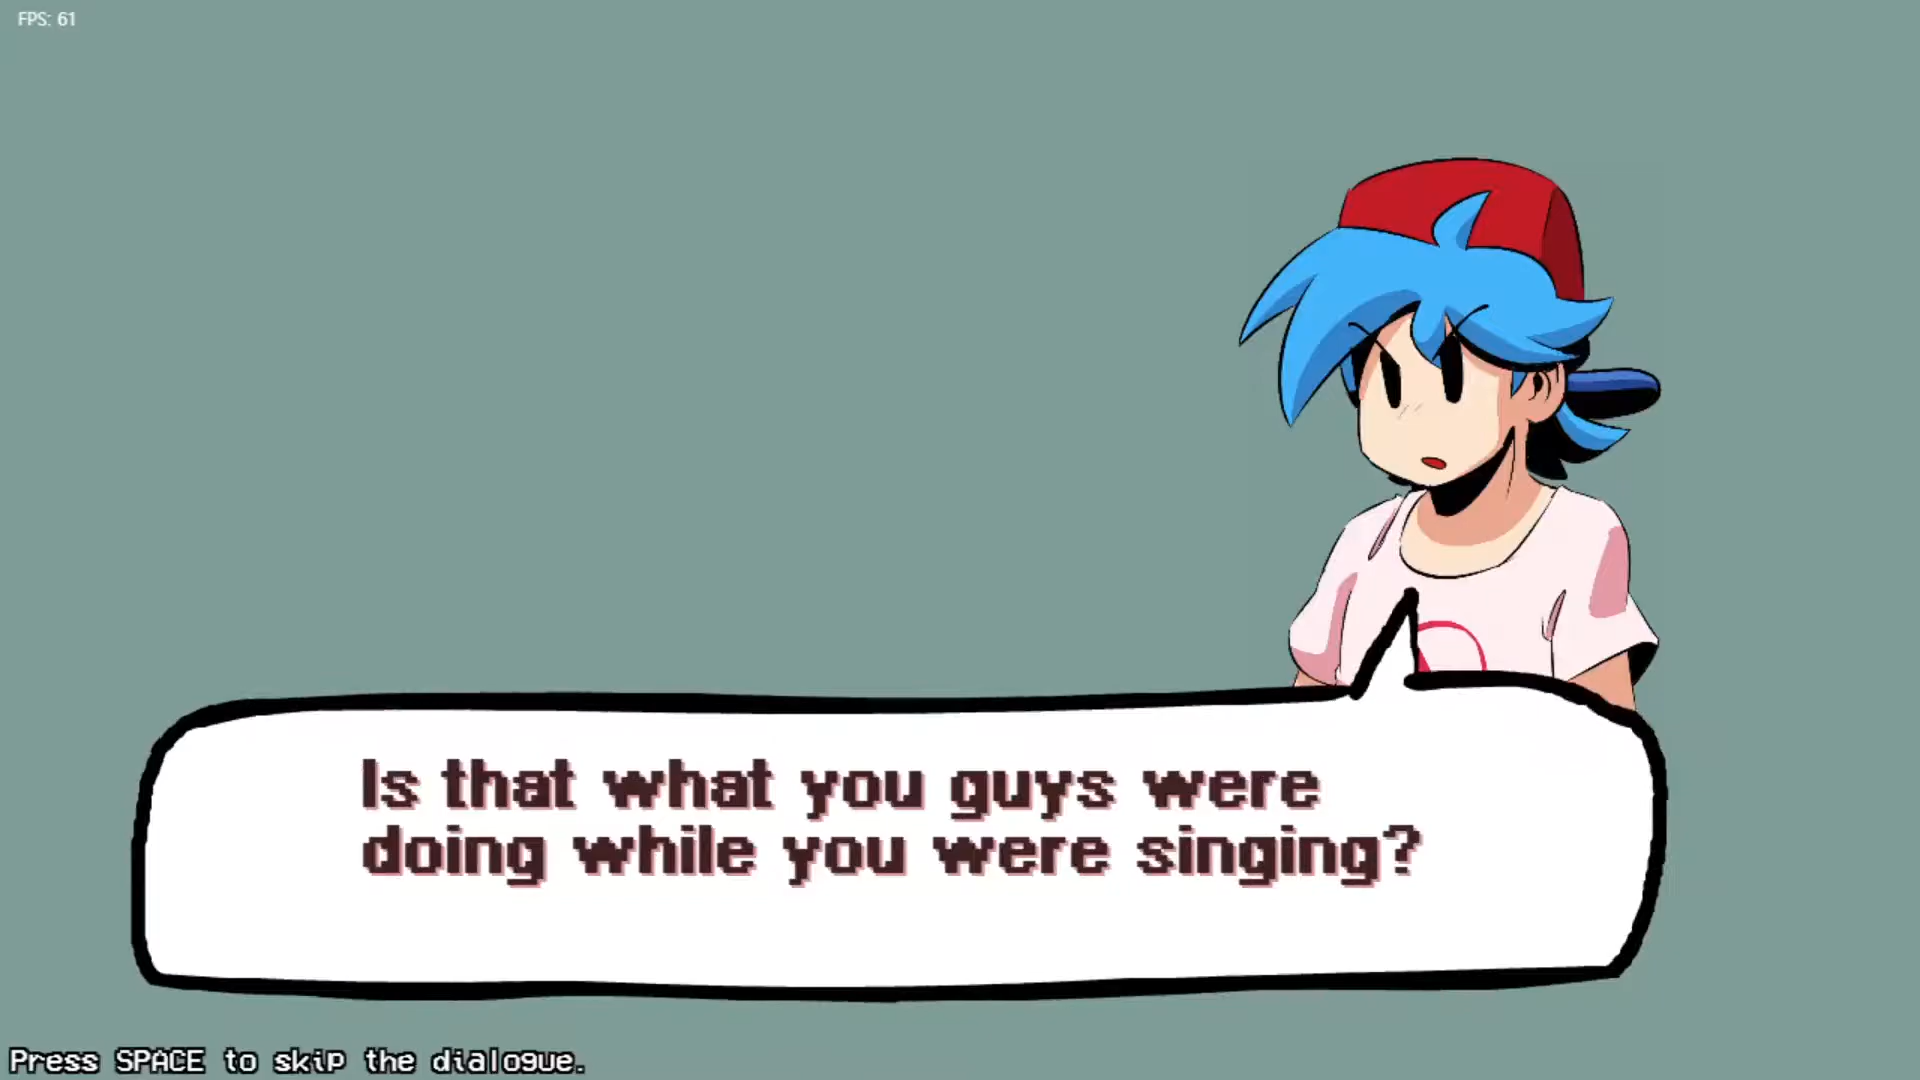 FPS: 61
Is that what you guys were
doing while you were singing?
Press SPACE to skip the dialogue.